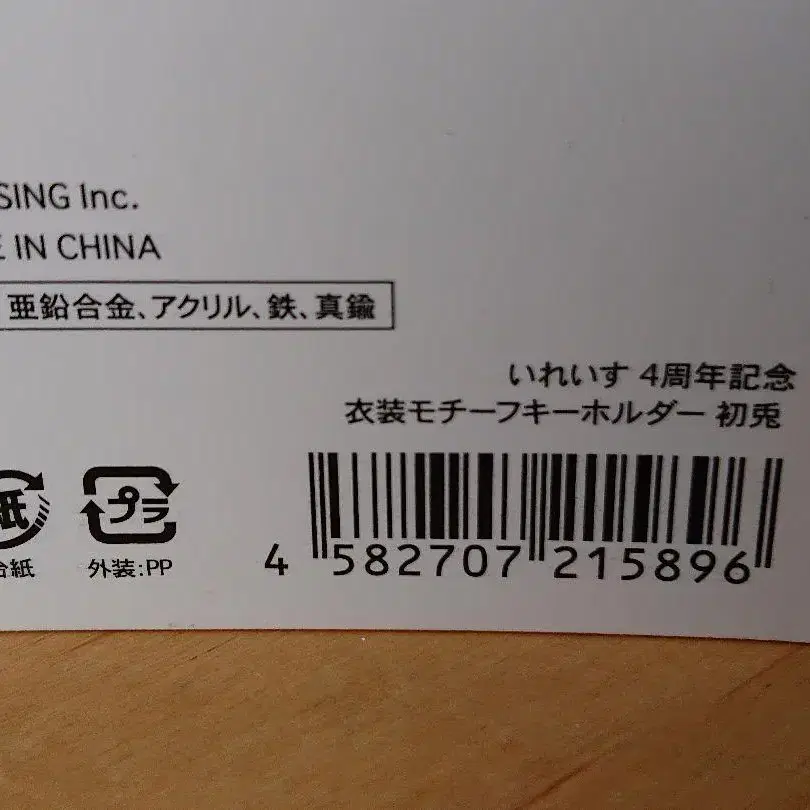 SING Inc.
IN CHINA
亜鉛合金、アクリル、鉄、真鍮
いれいす 4周年記念
衣装モチーフキーホルダー 初兎
紙
プラ
台紙
外装:PP
4 582707 215896